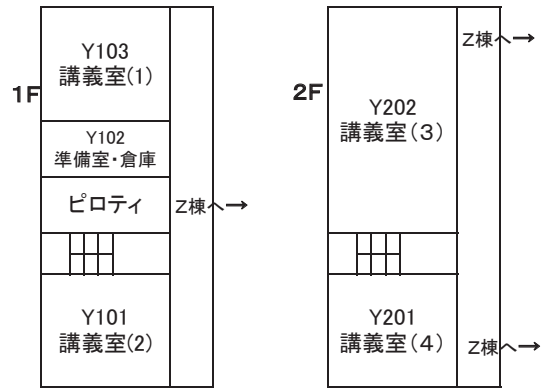 1F
Y103
講義室(1)
Y102
準備室・倉庫
ピロティ
Z棟へ→
Y101
講義室(2)
2F
Z棟へ→
Y202
講義室(３)
Y201
講義室(４)
Z棟へ→